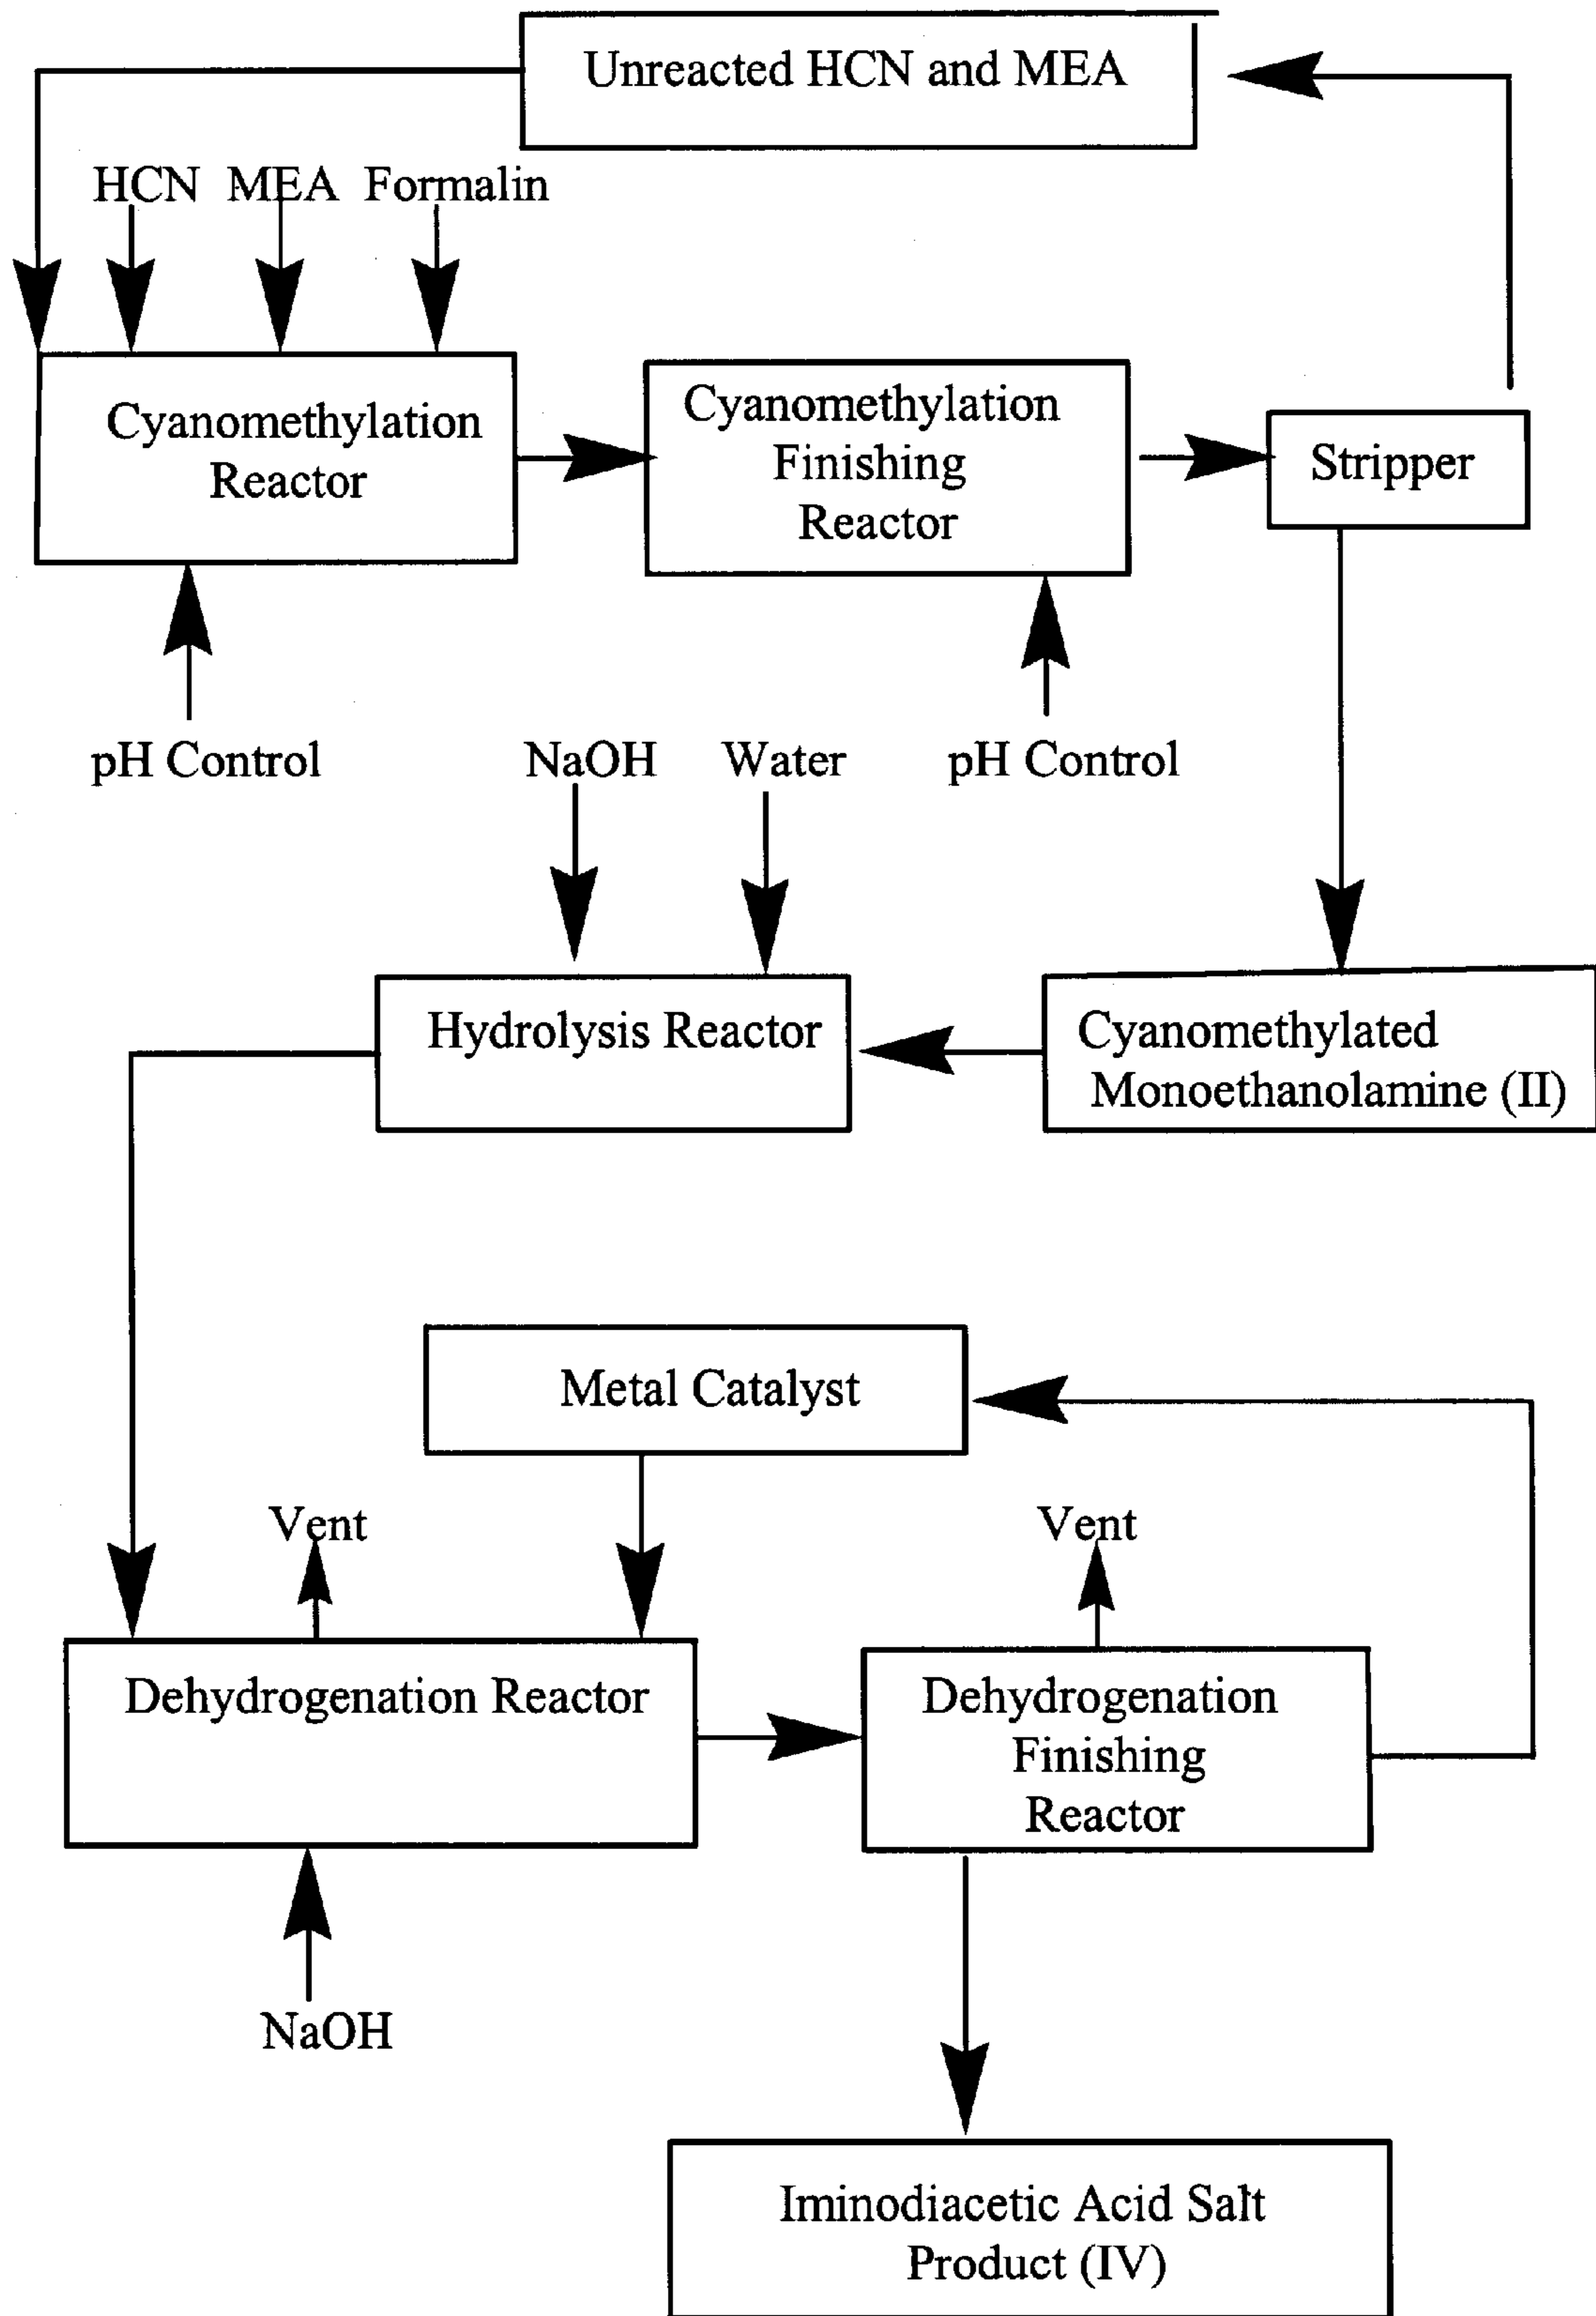 Unreacted HCN and MEA
HCN MEA Formalin
Cyanomethylation
Reactor
Cyanomethylation
Finishing
Reactor
Stripper
pH Control
NaOH
Water
pH Control
Hydrolysis Reactor
Cyanomethylated
Monoethanolamine (II)
Metal Catalyst
Vent
Vent
Dehydrogenation Reactor
Dehydrogenation
Finishing
Reactor
NaOH
Iminodiacetic Acid Salt
Product (IV)